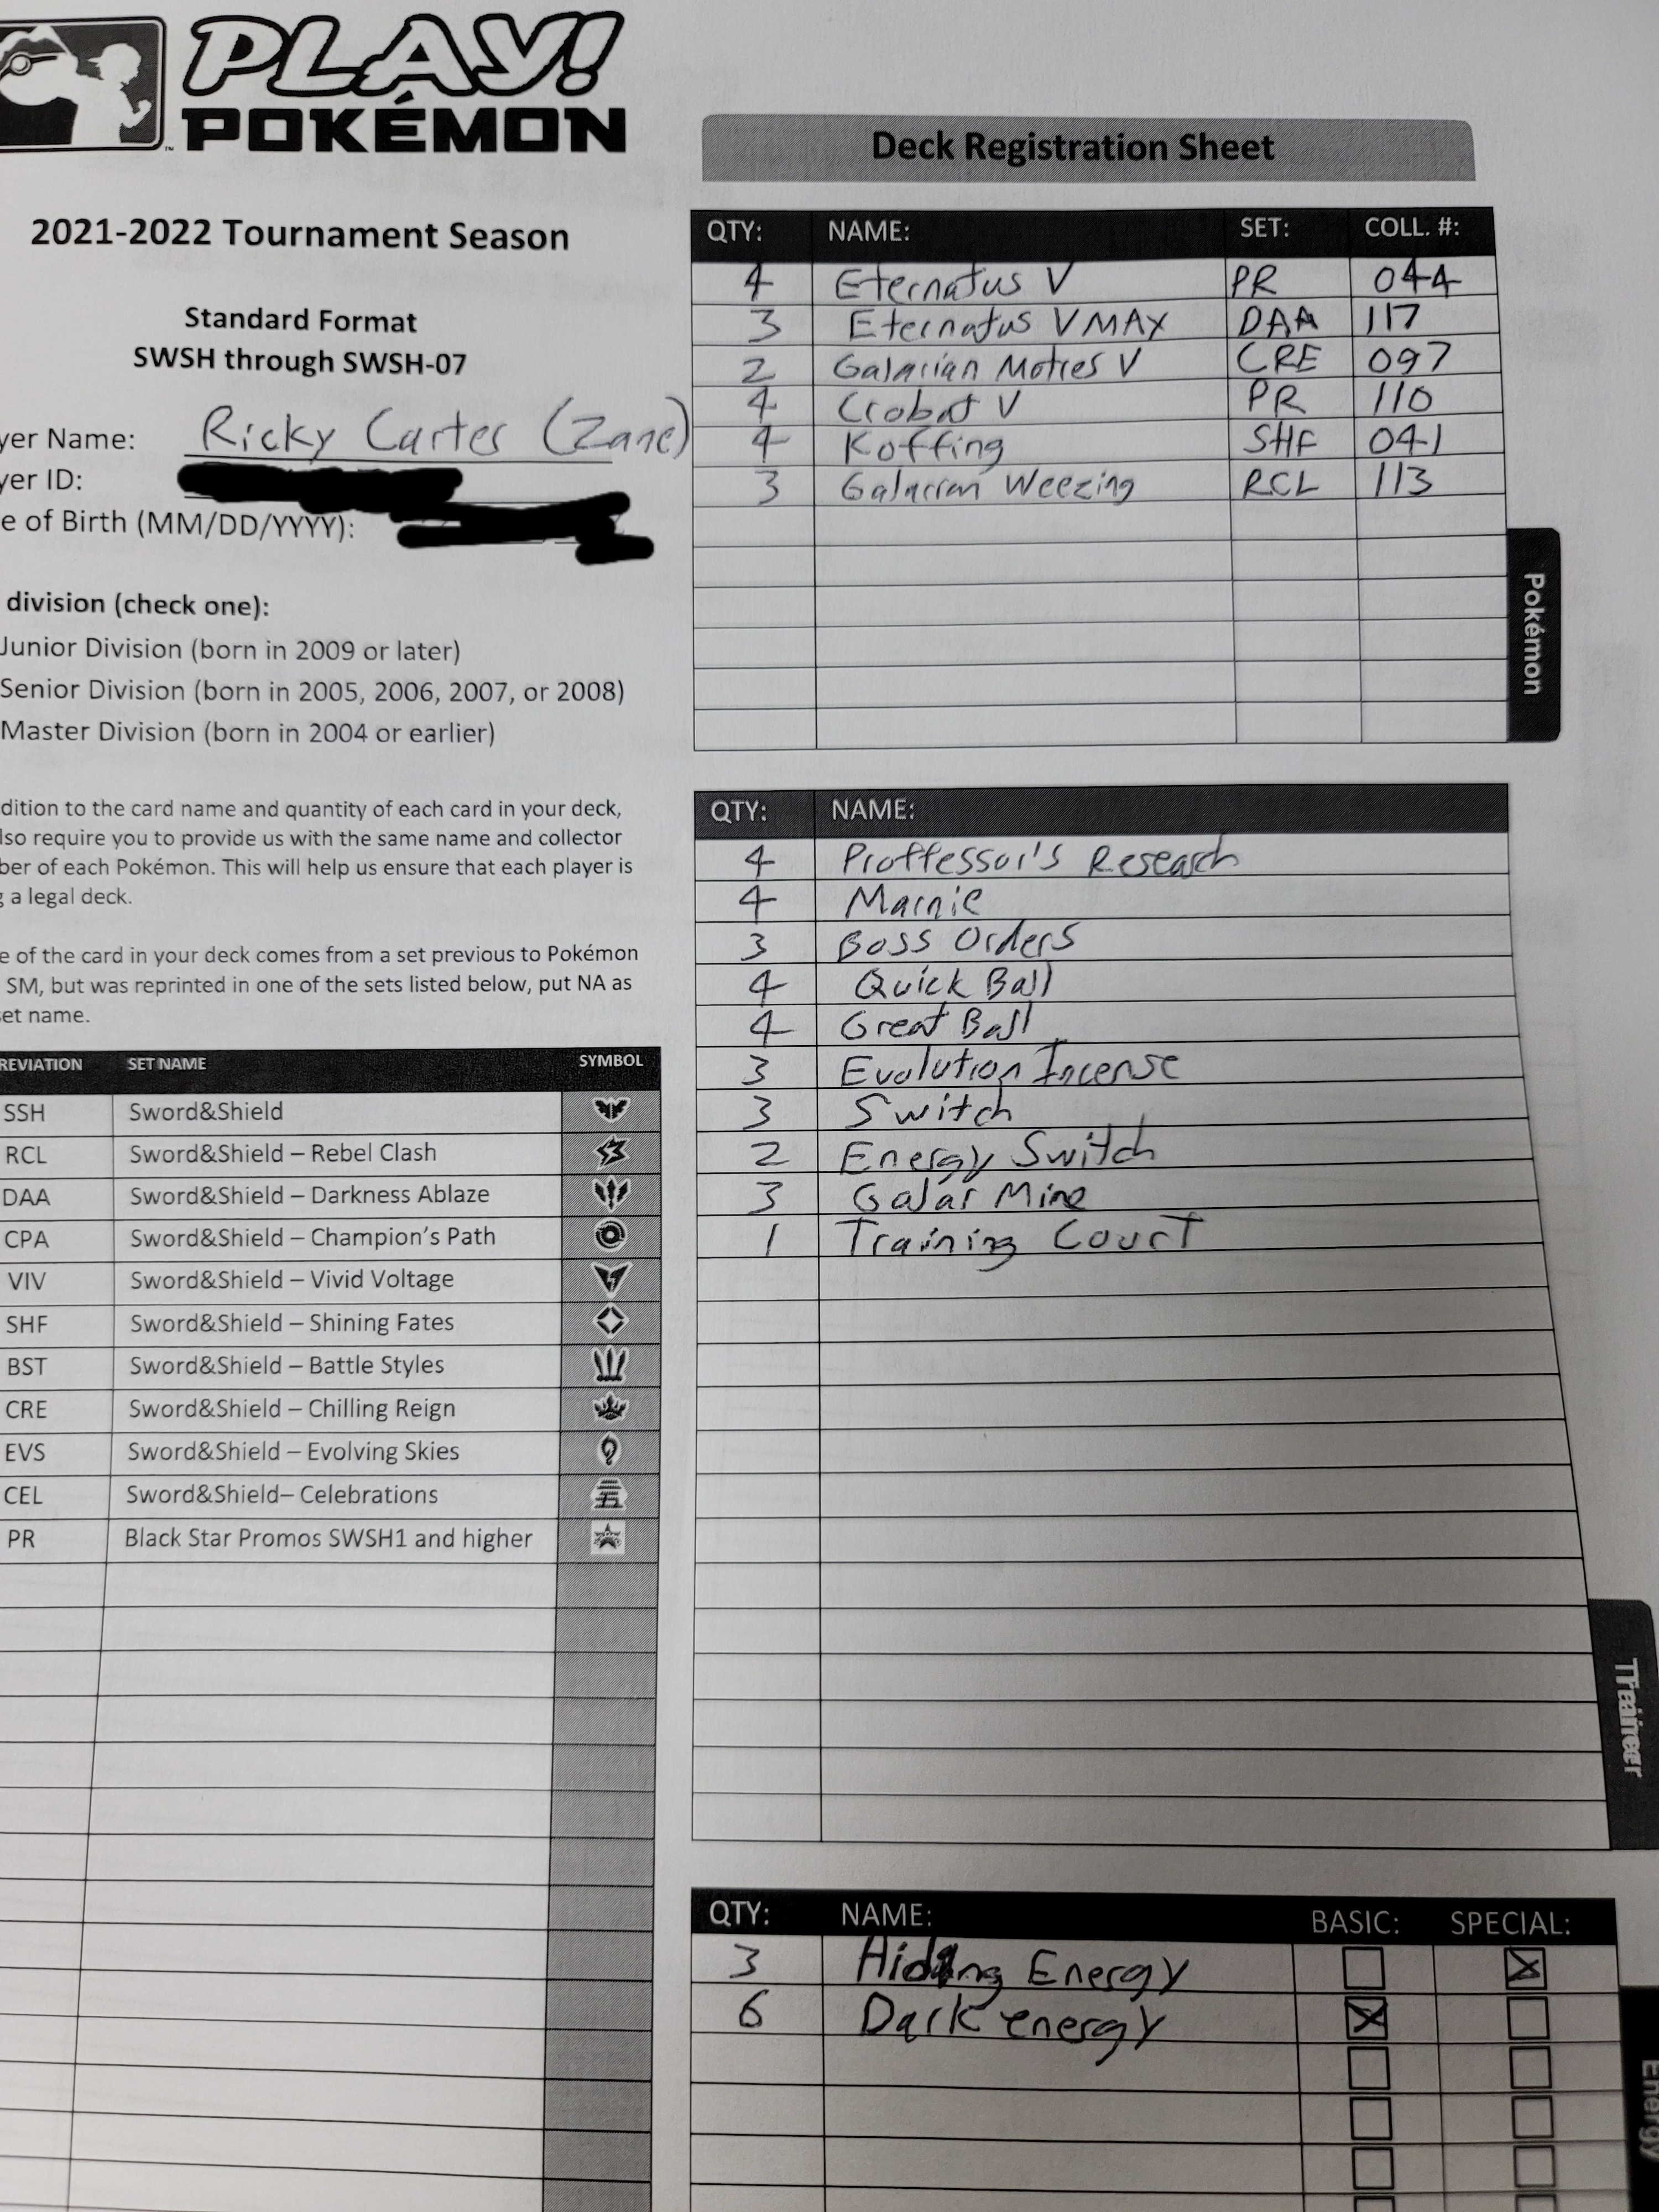 PLAY!
POKÉMON
™
2021-2022 Tournament Season
Standard Format
SWSH through SWSH-07
yer Name: Ricky Carter (Zane)
yer ID:
e of Birth (MM/DD/YYYY):
division (check one):
Junior Division (born in 2009 or later)
Senior Division (born in 2005, 2006, 2007, or 2008)
Master Division (born in 2004 or earlier)
dition to the card name and quantity of each card in your deck,
lso require you to provide us with the same name and collector
ber of each Pokémon. This will help us ensure that each player is
g a legal deck.
e of the card in your deck comes from a set previous to Pokémon
SM, but was reprinted in one of the sets listed below, put NA as
set name.
REVIATION SET NAME SYMBOL
SSH Sword&Shield
RCL Sword&Shield – Rebel Clash
DAA Sword&Shield – Darkness Ablaze
CPA Sword&Shield – Champion's Path
VIV Sword&Shield – Vivid Voltage
SHF Sword&Shield – Shining Fates
BST Sword&Shield – Battle Styles
CRE Sword&Shield – Chilling Reign
EVS Sword&Shield – Evolving Skies
CEL Sword&Shield– Celebrations
PR Black Star Promos SWSH1 and higher
Deck Registration Sheet
QTY: NAME: SET: COLL. #:
4 Eternatus V PR 044
3 Eternatus VMAX DAA 117
2 Galarian Motres V CRE 097
4 Crobat V PR 110
4 Koffing SHF 041
3 Galarian Weezing RCL 113
Pokémon
QTY: NAME:
4 Proffessor's Research
4 Marnie
3 Boss Orders
4 Quick Ball
4 Great Ball
3 Evolution Incense
3 Switch
2 Energy Switch
3 Galar Mine
1 Training Court
Trainer
QTY: NAME: BASIC: SPECIAL:
3 Hiding Energy
6 Dark energy
Energy